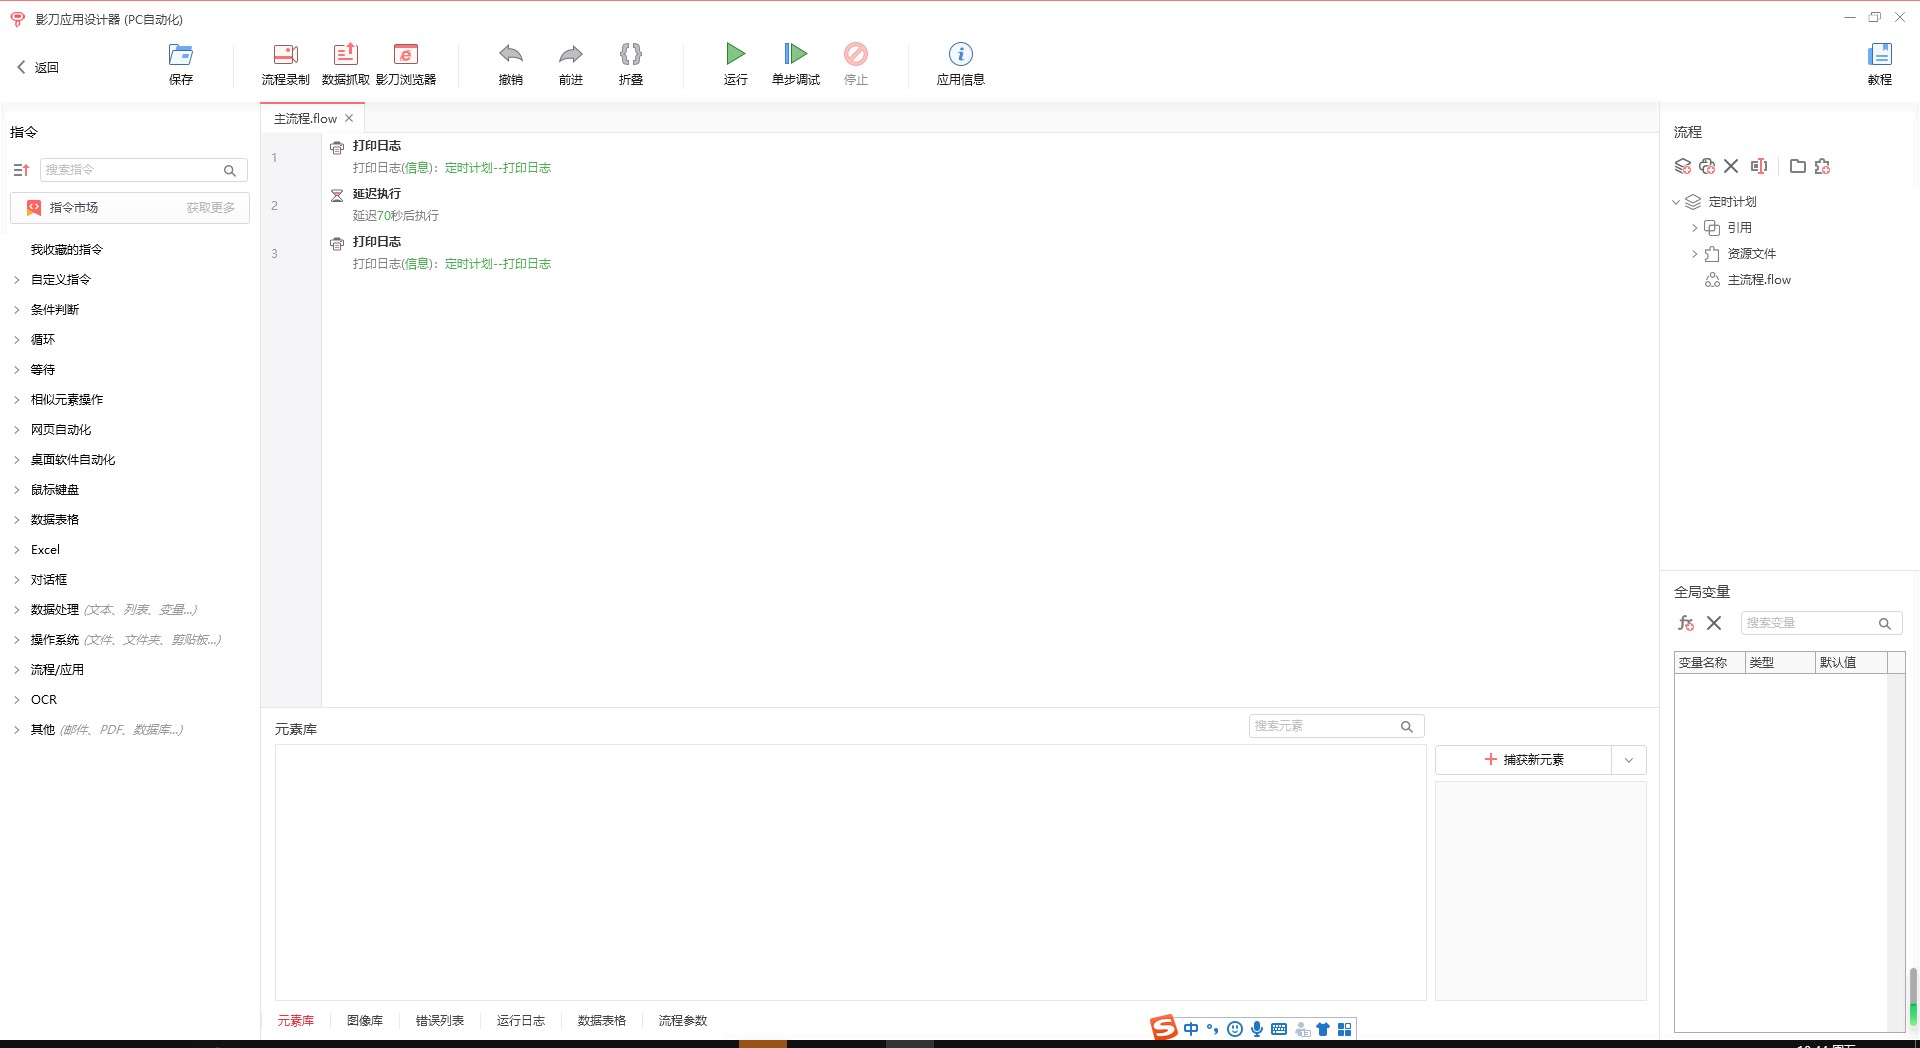 影刀应用设计器 (PC自动化)
返回
保存
流程录制
数据抓取
影刀浏览器
撤销
前进
折叠
运行
单步调试
停止
应用信息
教程
指令
搜索指令
指令市场
获取更多
我收藏的指令
自定义指令
条件判断
循环
等待
相似元素操作
网页自动化
桌面软件自动化
鼠标键盘
数据表格
Excel
对话框
数据处理 (文本、列表、变量...)
操作系统 (文件、文件夹、剪贴板...)
流程/应用
OCR
其他 (邮件、PDF、数据库...)
主流程.flow
1
打印日志
打印日志(信息)：定时计划--打印日志
2
延迟执行
延迟70秒后执行
3
打印日志
打印日志(信息)：定时计划--打印日志
元素库
搜索元素
捕获新元素
元素库
图像库
错误列表
运行日志
数据表格
流程参数
中
流程
定时计划
引用
资源文件
主流程.flow
全局变量
搜索变量
变量名称
类型
默认值